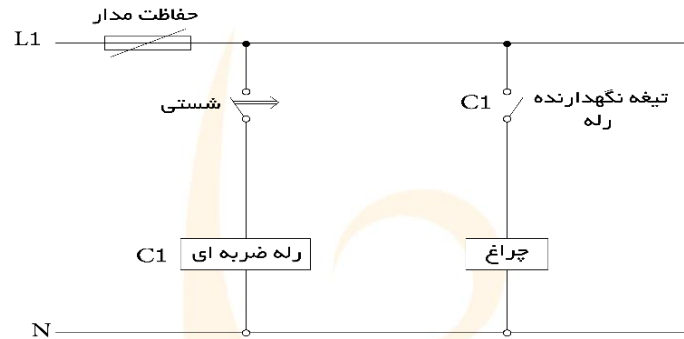 حفاظت مدار
L1
شستی
C1
تیغه نگهدارنده
رله
C1
رله ضربه ای
چراغ
N